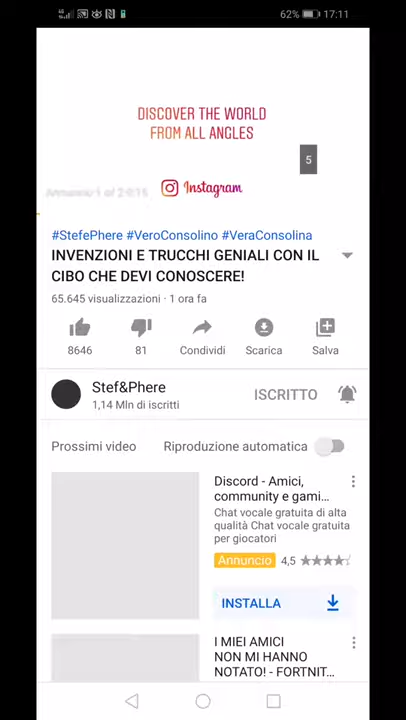 62% 17:11
DISCOVER THE WORLD
FROM ALL ANGLES
5
Instagram
#StefePhere #VeroConsolino #VeraConsolina
INVENZIONI E TRUCCHI GENIALI CON IL
CIBO CHE DEVI CONOSCERE!
65.645 visualizzazioni · 1 ora fa
8646 81 Condividi Scarica Salva
Stef&Phere
1,14 Mln di iscritti
ISCRITTO
Prossimi video Riproduzione automatica
Discord - Amici,
community e gami...
Chat vocale gratuita di alta
qualità Chat vocale gratuita
per giocatori
Annuncio 4,5
INSTALLA
I MIEI AMICI
NON MI HANNO
NOTATO! - FORTNIT...